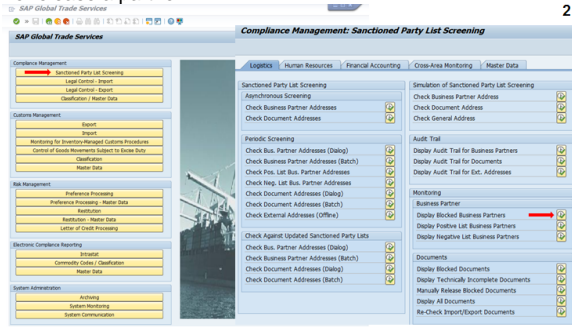 2
SAP Global Trade Services
SAP Global Trade Services
Compliance Management
Sanctioned Party List Screening
Legal Control - Import
Legal Control - Export
Classification / Master Data
Customs Management
Export
Import
Monitoring for Inventory-Managed Customs Procedures
Control of Goods Movements Subject to Excise Duty
Classification
Master Data
Risk Management
Preference Processing
Preference Processing - Master Data
Restitution
Restitution - Master Data
Letter of Credit Processing
Electronic Compliance Reporting
Intrastat
Commodity Codes / Classification
Master Data
System Administration
Archiving
System Monitoring
System Communication
Compliance Management: Sanctioned Party List Screening
Logistics
Human Resources
Financial Accounting
Cross-Area Monitoring
Master Data
Sanctioned Party List Screening
Asynchronous Screening
Check Business Partner Addresses
Check Document Addresses
Periodic Screening
Check Bus. Partner Addresses (Dialog)
Check Business Partner Addresses (Batch)
Check Pos. List Bus. Partner Addresses
Check Neg. List Bus. Partner Addresses
Check Document Addresses (Dialog)
Check Document Addresses (Batch)
Check External Addresses (Offline)
Check Against Updated Sanctioned Party Lists
Check Bus. Partner Addresses (Dialog)
Check Business Partner Addresses (Batch)
Check Document Addresses (Dialog)
Check Document Addresses (Batch)
Simulation of Sanctioned Party List Screening
Check Business Partner Address
Check Document Address
Check General Address
Audit Trail
Display Audit Trail for Business Partners
Display Audit Trail for Documents
Display Audit Trail for Ext. Addresses
Monitoring
Business Partner
Display Blocked Business Partners
Display Positive List Business Partners
Display Negative List Business Partners
Documents
Display Blocked Documents
Display Technically Incomplete Documents
Manually Release Blocked Documents
Display All Documents
Re-Check Import/Export Documents